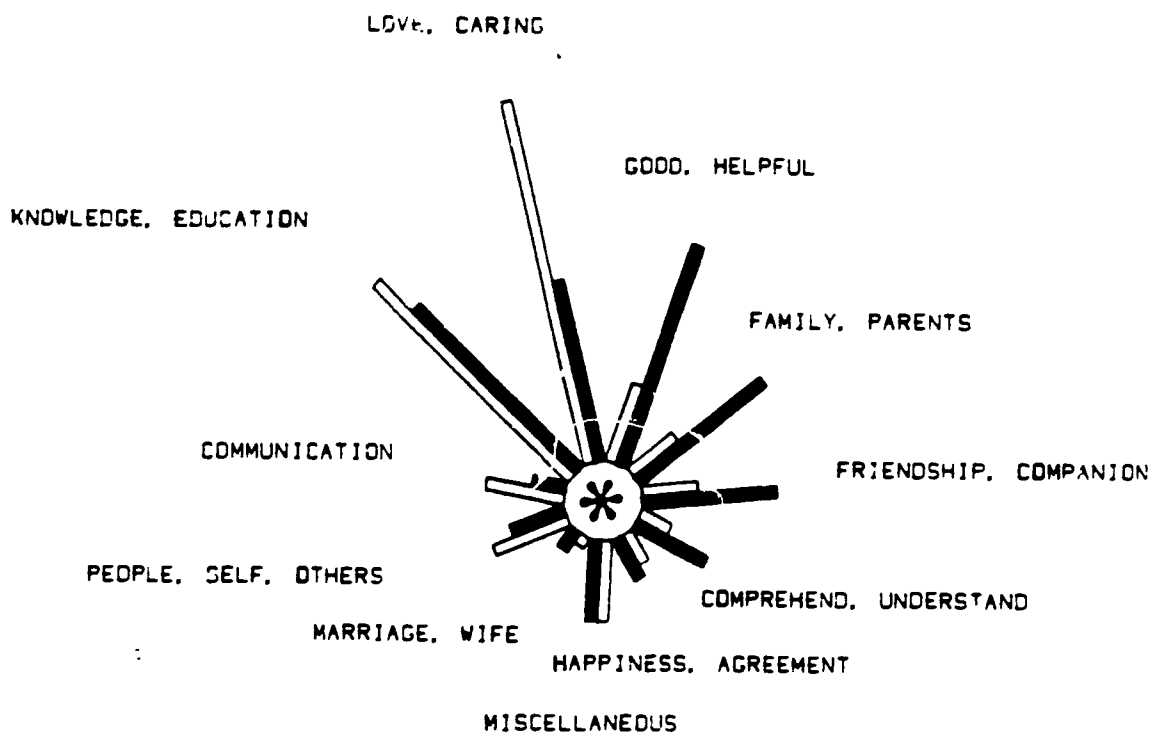 LOVE, CARING
GOOD, HELPFUL
KNOWLEDGE, EDUCATION
FAMILY, PARENTS
COMMUNICATION
FRIENDSHIP, COMPANION
PEOPLE, SELF, OTHERS
COMPREHEND, UNDERSTAND
MARRIAGE, WIFE
HAPPINESS, AGREEMENT
MISCELLANEOUS